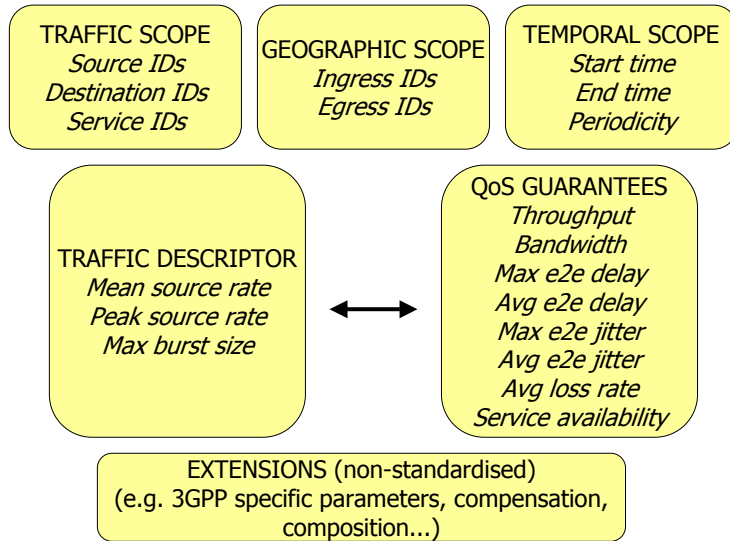 TRAFFIC SCOPE
Source IDs
Destination IDs
Service IDs
GEOGRAPHIC SCOPE
Ingress IDs
Egress IDs
TEMPORAL SCOPE
Start time
End time
Periodicity
TRAFFIC DESCRIPTOR
Mean source rate
Peak source rate
Max burst size
QoS GUARANTEES
Throughput
Bandwidth
Max e2e delay
Avg e2e delay
Max e2e jitter
Avg e2e jitter
Avg loss rate
Service availability
EXTENSIONS (non-standardised)
(e.g. 3GPP specific parameters, compensation,
composition...)